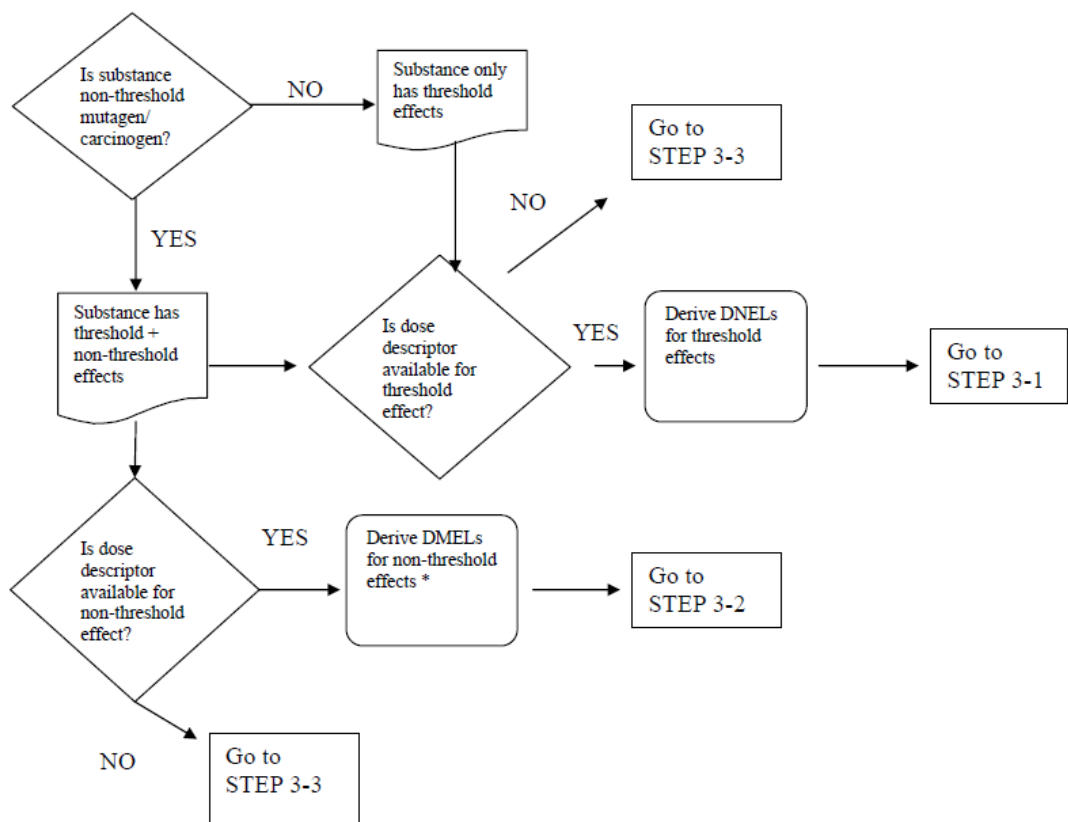 Is substance
non-threshold
mutagen/
carcinogen?
NO
Substance only
has threshold
effects
Go to
STEP 3-3
NO
YES
Substance has
threshold +
non-threshold
effects
Is dose
descriptor
available for
threshold
effect?
YES
Derive DNELs
for threshold
effects
Go to
STEP 3-1
Is dose
descriptor
available for
non-threshold
effect?
YES
Derive DMELs
for non-threshold
effects *
Go to
STEP 3-2
NO
Go to
STEP 3-3